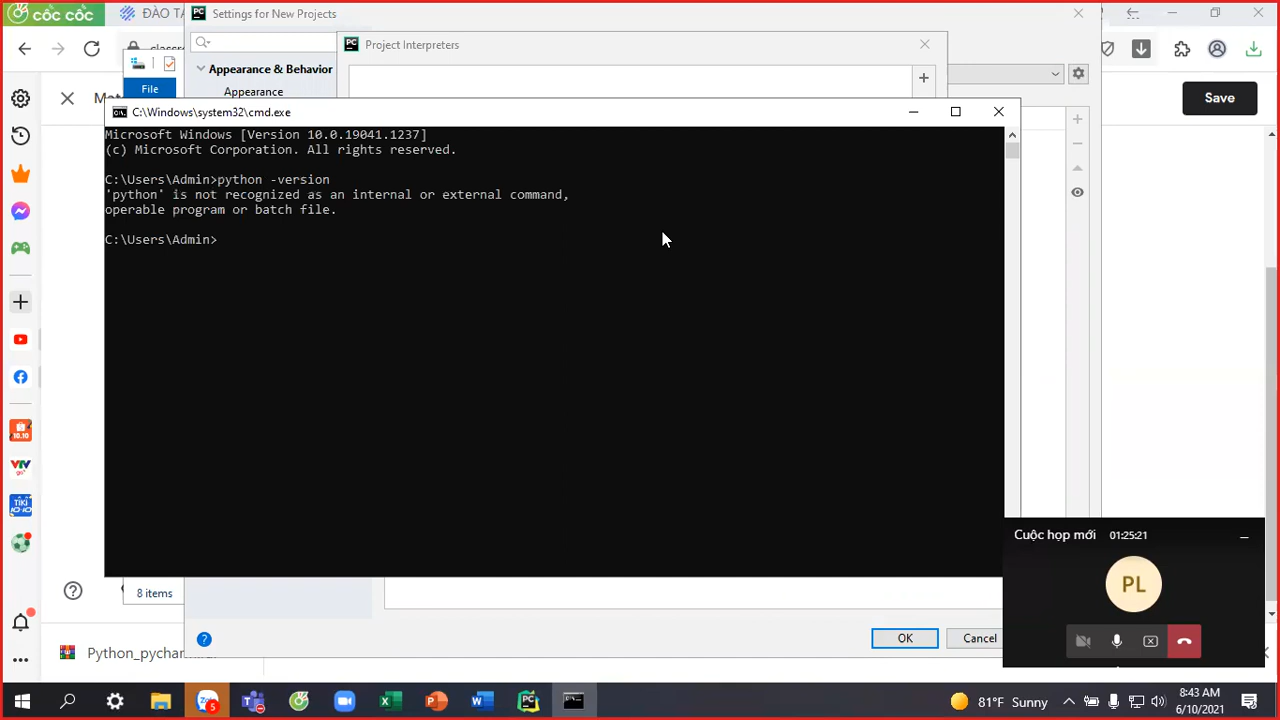 cốc cốc
ĐÀO TẠ
Settings for New Projects
Project Interpreters
Appearance & Behavior
Appearance
File
Save
C:\Windows\system32\cmd.exe
Microsoft Windows [Version 10.0.19041.1237]
(c) Microsoft Corporation. All rights reserved.
C:\Users\Admin>python -version
'python' is not recognized as an internal or external command,
operable program or batch file.
C:\Users\Admin>
Cuộc họp mới 01:25:21
PL
8 items
OK
Cancel
81°F Sunny
8:43 AM
6/10/2021